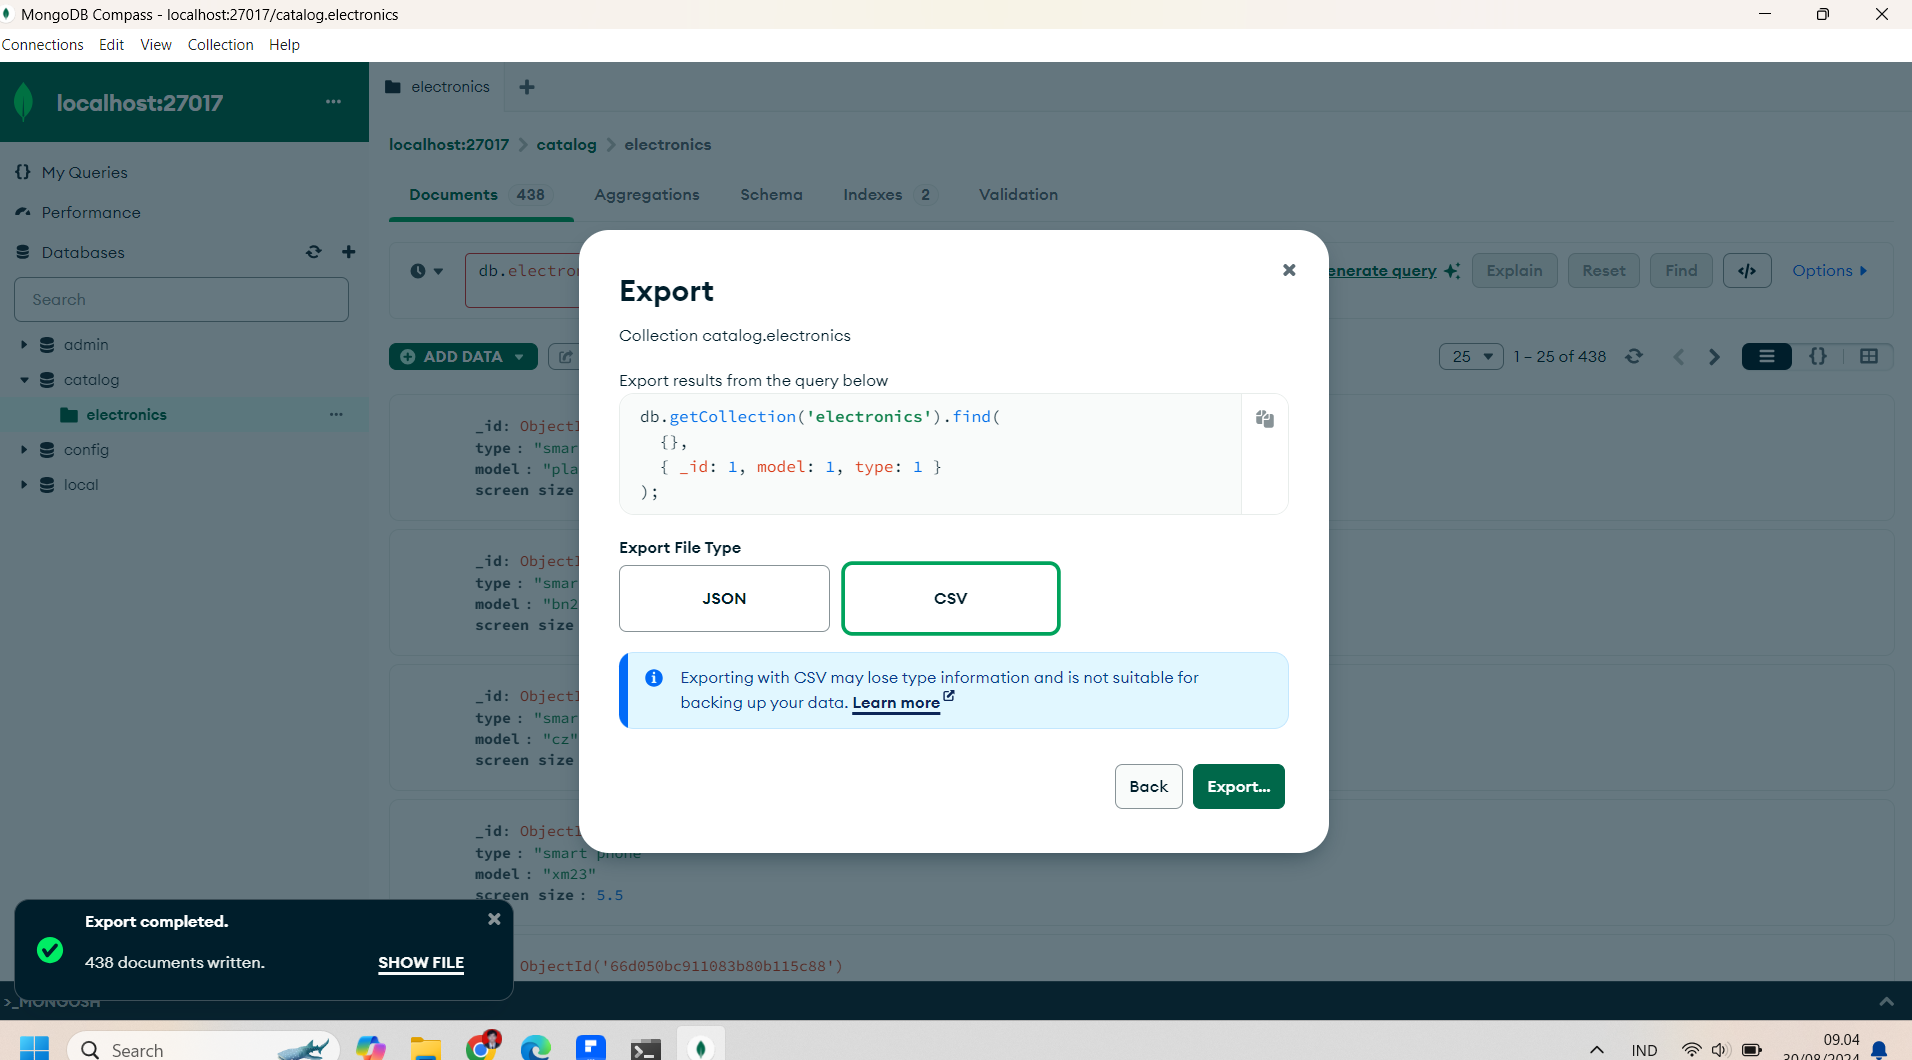 MongoDB Compass - localhost:27017/catalog.electronics
Connections Edit View Collection Help
localhost:27017 ...
electronics
localhost:27017 > catalog > electronics
My Queries
Performance
Databases
Search
admin
catalog
electronics ...
config
local
Documents 438 Aggregations Schema Indexes 2 Validation
db.electron
enerate query Explain Reset Find </> Options
ADD DATA
25 1 – 25 of 438 {}
_id: ObjectI
type : "smar
model : "pla
screen size
_id: ObjectI
type : "smar
model : "bn2
screen size
_id: ObjectI
type : "smar
model : "cz"
screen size
_id: ObjectI
type : "smart phone
model : "xm23"
screen size : 5.5
ObjectId('66d050bc911083b80b115c88')
Export
Collection catalog.electronics
Export results from the query below
db.getCollection('electronics').find(
{},
{ _id: 1, model: 1, type: 1 }
);
Export File Type
JSON CSV
Exporting with CSV may lose type information and is not suitable for
backing up your data. Learn more
Back Export...
Export completed.
438 documents written. SHOW FILE
>_MONGOSH
Search
IND
09.04
30/08/2024